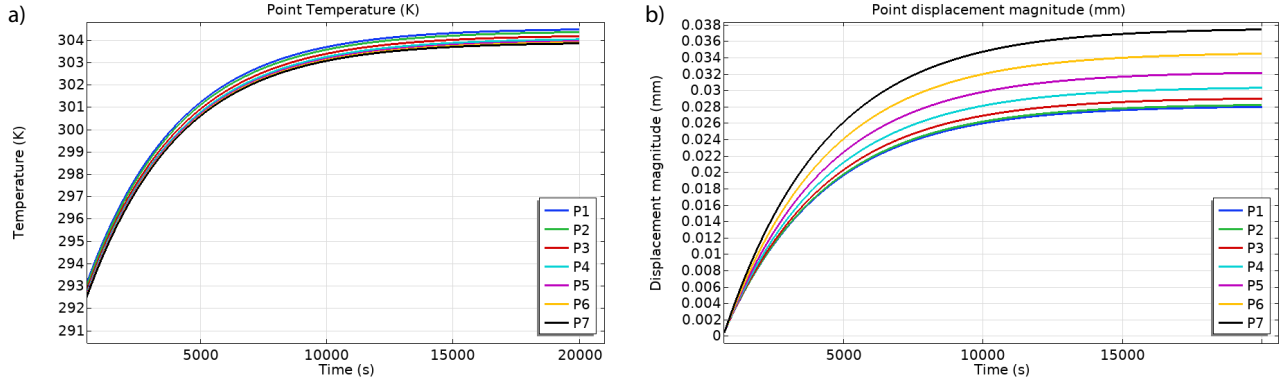 a)
Point Temperature (K)
Temperature (K)
304
303
302
301
300
299
298
297
296
295
294
293
292
291
5000
10000
15000
20000
Time (s)
P1
P2
P3
P4
P5
P6
P7
b)
Point displacement magnitude (mm)
Displacement magnitude (mm)
0.038
0.036
0.034
0.032
0.03
0.028
0.026
0.024
0.022
0.02
0.018
0.016
0.014
0.012
0.01
0.008
0.006
0.004
0.002
0
5000
10000
15000
Time (s)
P1
P2
P3
P4
P5
P6
P7